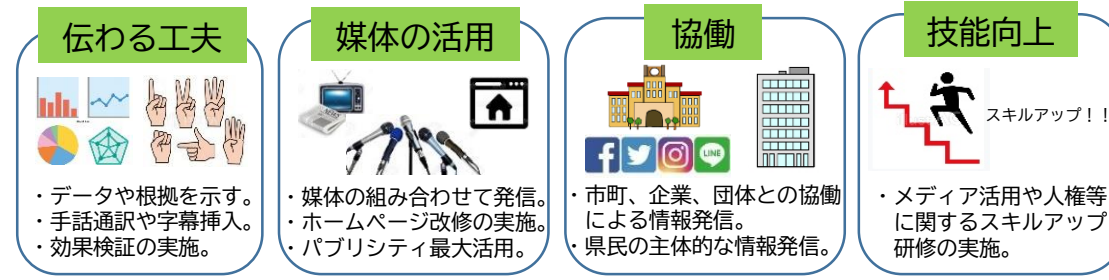 伝わる工夫
・データや根拠を示す。
・手話通訳や字幕挿入。
・効果検証の実施。
媒体の活用
・媒体の組み合わせて発信。
・ホームページ改修の実施。
・パブリシティ最大活用。
協働
LINE
・市町、企業、団体との協働
による情報発信。
・県民の主体的な情報発信。
技能向上
スキルアップ！！
・メディア活用や人権等
に関するスキルアップ
研修の実施。